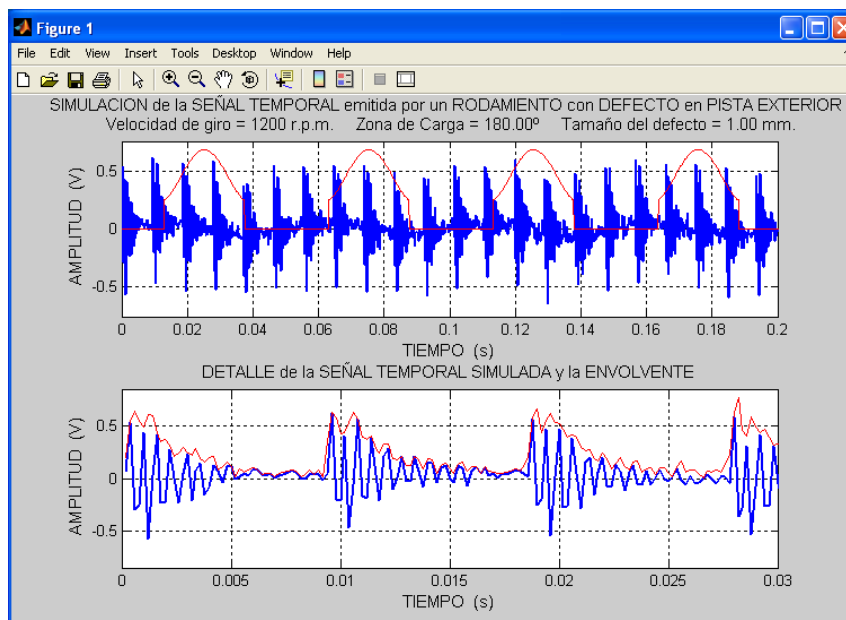 Figure 1
File Edit View Insert Tools Desktop Window Help
SIMULACION de la SEÑAL TEMPORAL emitida por un RODAMIENTO con DEFECTO en PISTA EXTERIOR
Velocidad de giro = 1200 r.p.m. Zona de Carga = 180.00º Tamaño del defecto = 1.00 mm.
AMPLITUD (V)
0.5
0
-0.5
0 0.02 0.04 0.06 0.08 0.1 0.12 0.14 0.16 0.18 0.2
TIEMPO (s)
DETALLE de la SEÑAL TEMPORAL SIMULADA y la ENVOLVENTE
AMPLITUD (V)
0.5
0
-0.5
0 0.005 0.01 0.015 0.02 0.025 0.03
TIEMPO (s)